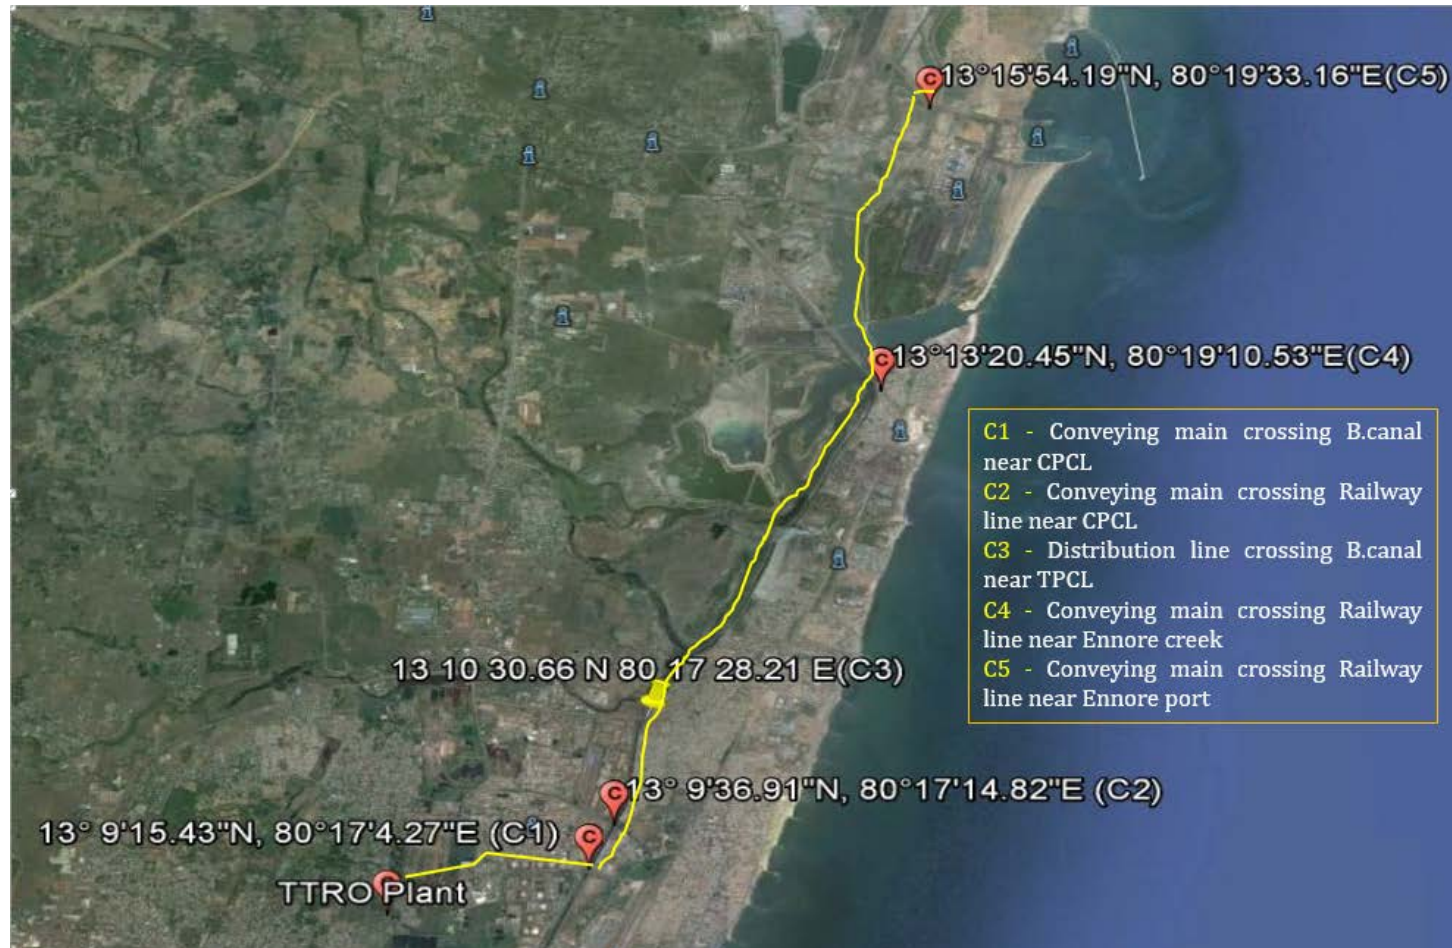 13°15'54.19"N, 80°19'33.16"E(C5)
13°13'20.45"N, 80°19'10.53"E(C4)
C1 - Conveying main crossing B.canal
near CPCL
C2 - Conveying main crossing Railway
line near CPCL
C3 - Distribution line crossing B.canal
near TPCL
C4 - Conveying main crossing Railway
line near Ennore creek
C5 - Conveying main crossing Railway
line near Ennore port
13 10 30.66 N 80 17 28.21 E(C3)
13° 9'36.91"N, 80°17'14.82"E (C2)
13° 9'15.43"N, 80°17'4.27"E (C1)
TTRO Plant